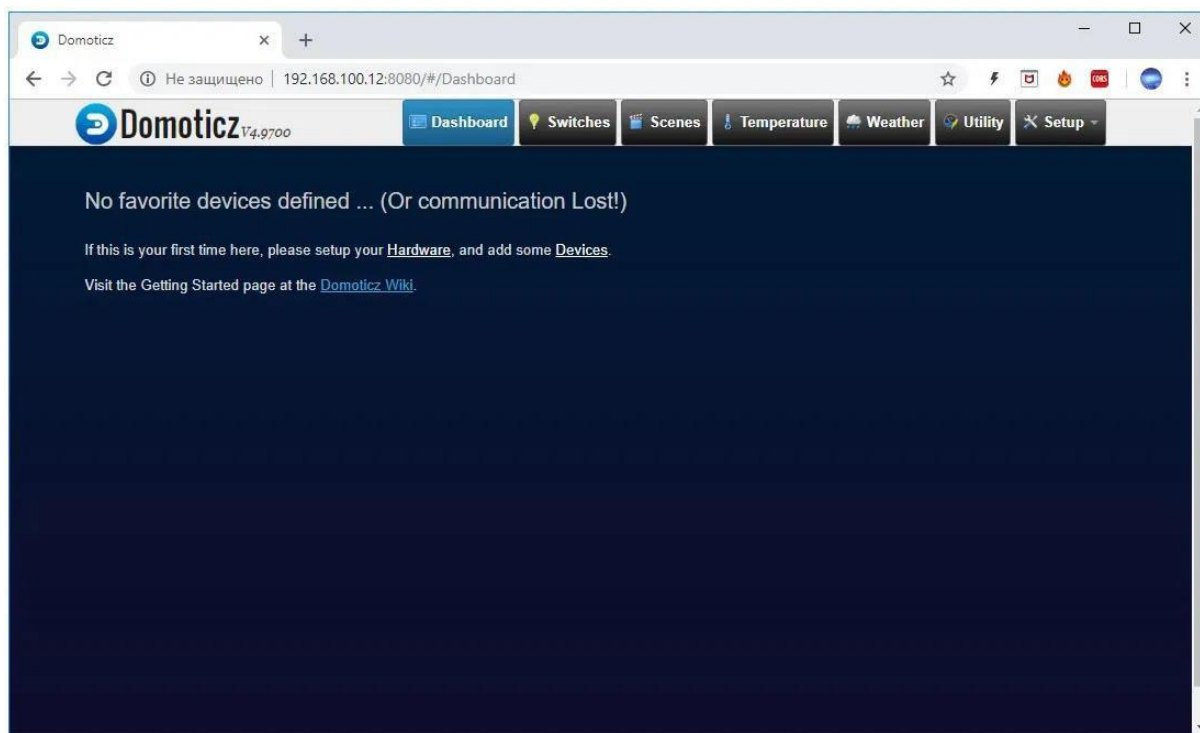 Domoticz
Не защищено | 192.168.100.12:8080/#/Dashboard
CORS
Domoticz V4.9700
Dashboard Switches Scenes Temperature Weather Utility Setup
No favorite devices defined ... (Or communication Lost!)
If this is your first time here, please setup your Hardware, and add some Devices.
Visit the Getting Started page at the Domoticz Wiki.